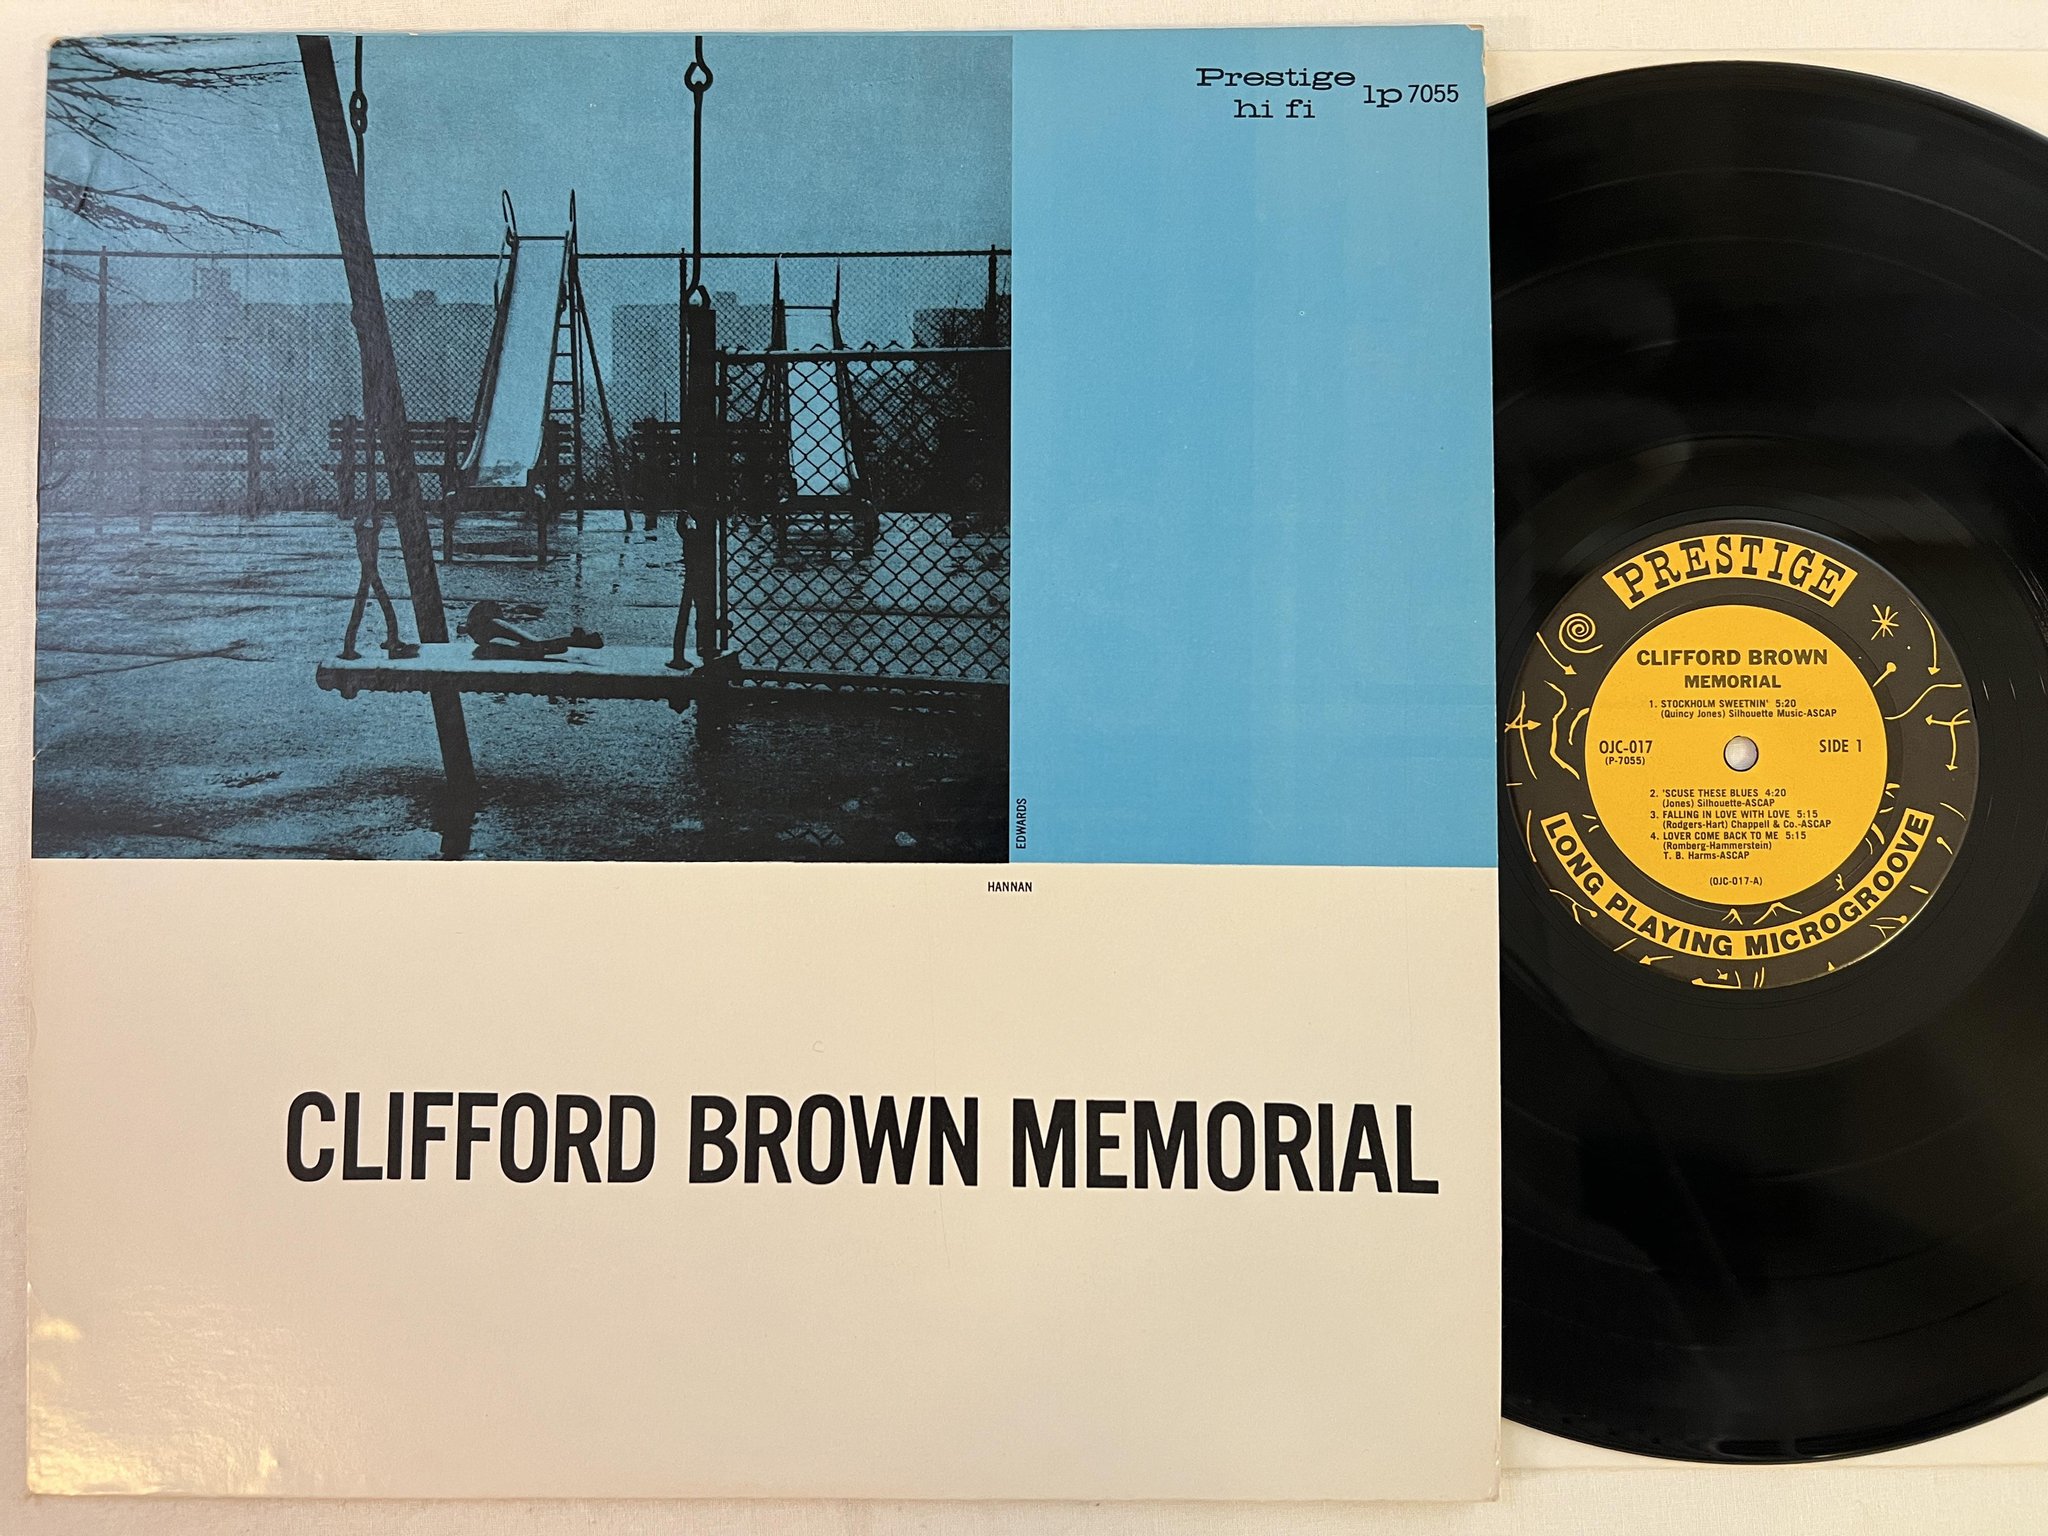 Prestige
hi fi
lp 7055
EDWARDS
HANNAN
CLIFFORD BROWN MEMORIAL
PRESTIGE
CLIFFORD BROWN
MEMORIAL
1. STOCKHOLM SWEETNIN' 5:20
(Quincy Jones) Silhouette Music-ASCAP
OJC-017
(P-7055)
SIDE 1
2. 'SCUSE THESE BLUES 4:20
(Jones) Silhouette-ASCAP
3. FALLING IN LOVE WITH LOVE 5:15
(Rodgers-Hart) Chappell & Co.-ASCAP
4. LOVER COME BACK TO ME 5:15
(Romberg-Hammerstein)
T. B. Harms-ASCAP
(OJC-017-A)
LONG PLAYING MICROGROOVE